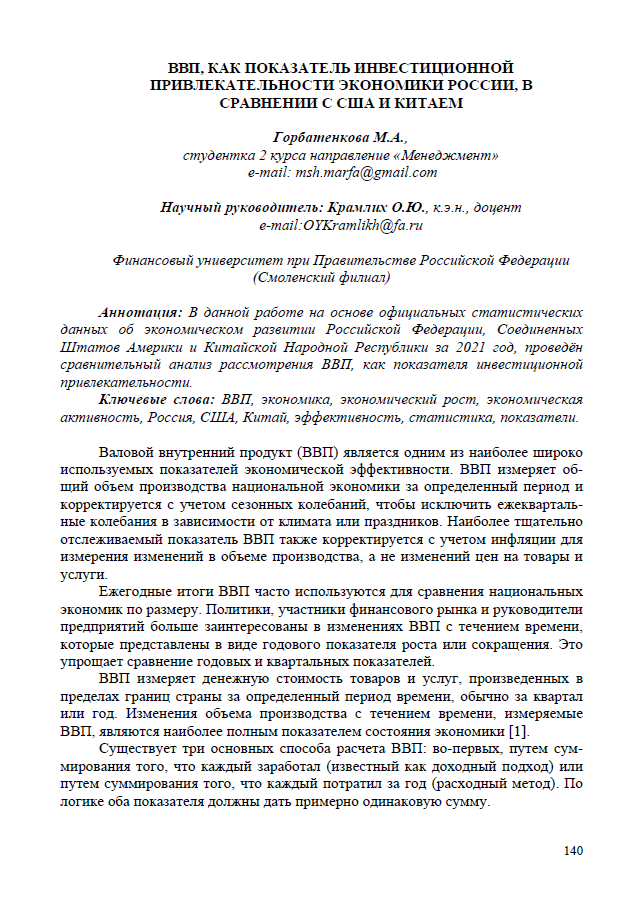 ВВП, КАК ПОКАЗАТЕЛЬ ИНВЕСТИЦИОННОЙ
ПРИВЛЕКАТЕЛЬНОСТИ ЭКОНОМИКИ РОССИИ, В
СРАВНЕНИИ С США И КИТАЕМ
Горбатенкова М.А.,
студентка 2 курса направление «Менеджмент»
e-mail: msh.marfa@gmail.com
Научный руководитель: Крамлих О.Ю., к.э.н., доцент
e-mail:OYKramlikh@fa.ru
Финансовый университет при Правительстве Российской Федерации
(Смоленский филиал)
Аннотация: В данной работе на основе официальных статистических
данных об экономическом развитии Российской Федерации, Соединенных
Штатов Америки и Китайской Народной Республики за 2021 год, проведён
сравнительный анализ рассмотрения ВВП, как показателя инвестиционной
привлекательности.
Ключевые слова: ВВП, экономика, экономический рост, экономическая
активность, Россия, США, Китай, эффективность, статистика, показатели.
Валовой внутренний продукт (ВВП) является одним из наиболее широко
используемых показателей экономической эффективности. ВВП измеряет об-
щий объем производства национальной экономики за определенный период и
корректируется с учетом сезонных колебаний, чтобы исключить ежекварталь-
ные колебания в зависимости от климата или праздников. Наиболее тщательно
отслеживаемый показатель ВВП также корректируется с учетом инфляции для
измерения изменений в объеме производства, а не изменений цен на товары и
услуги.
Ежегодные итоги ВВП часто используются для сравнения национальных
экономик по размеру. Политики, участники финансового рынка и руководители
предприятий больше заинтересованы в изменениях ВВП с течением времени,
которые представлены в виде годового показателя роста или сокращения. Это
упрощает сравнение годовых и квартальных показателей.
ВВП измеряет денежную стоимость товаров и услуг, произведенных в
пределах границ страны за определенный период времени, обычно за квартал
или год. Изменения объема производства с течением времени, измеряемые
ВВП, являются наиболее полным показателем состояния экономики [1].
Существует три основных способа расчета ВВП: во-первых, путем сум-
мирования того, что каждый заработал (известный как доходный подход) или
путем суммирования того, что каждый потратил за год (расходный метод). По
логике оба показателя должны дать примерно одинаковую сумму.
140